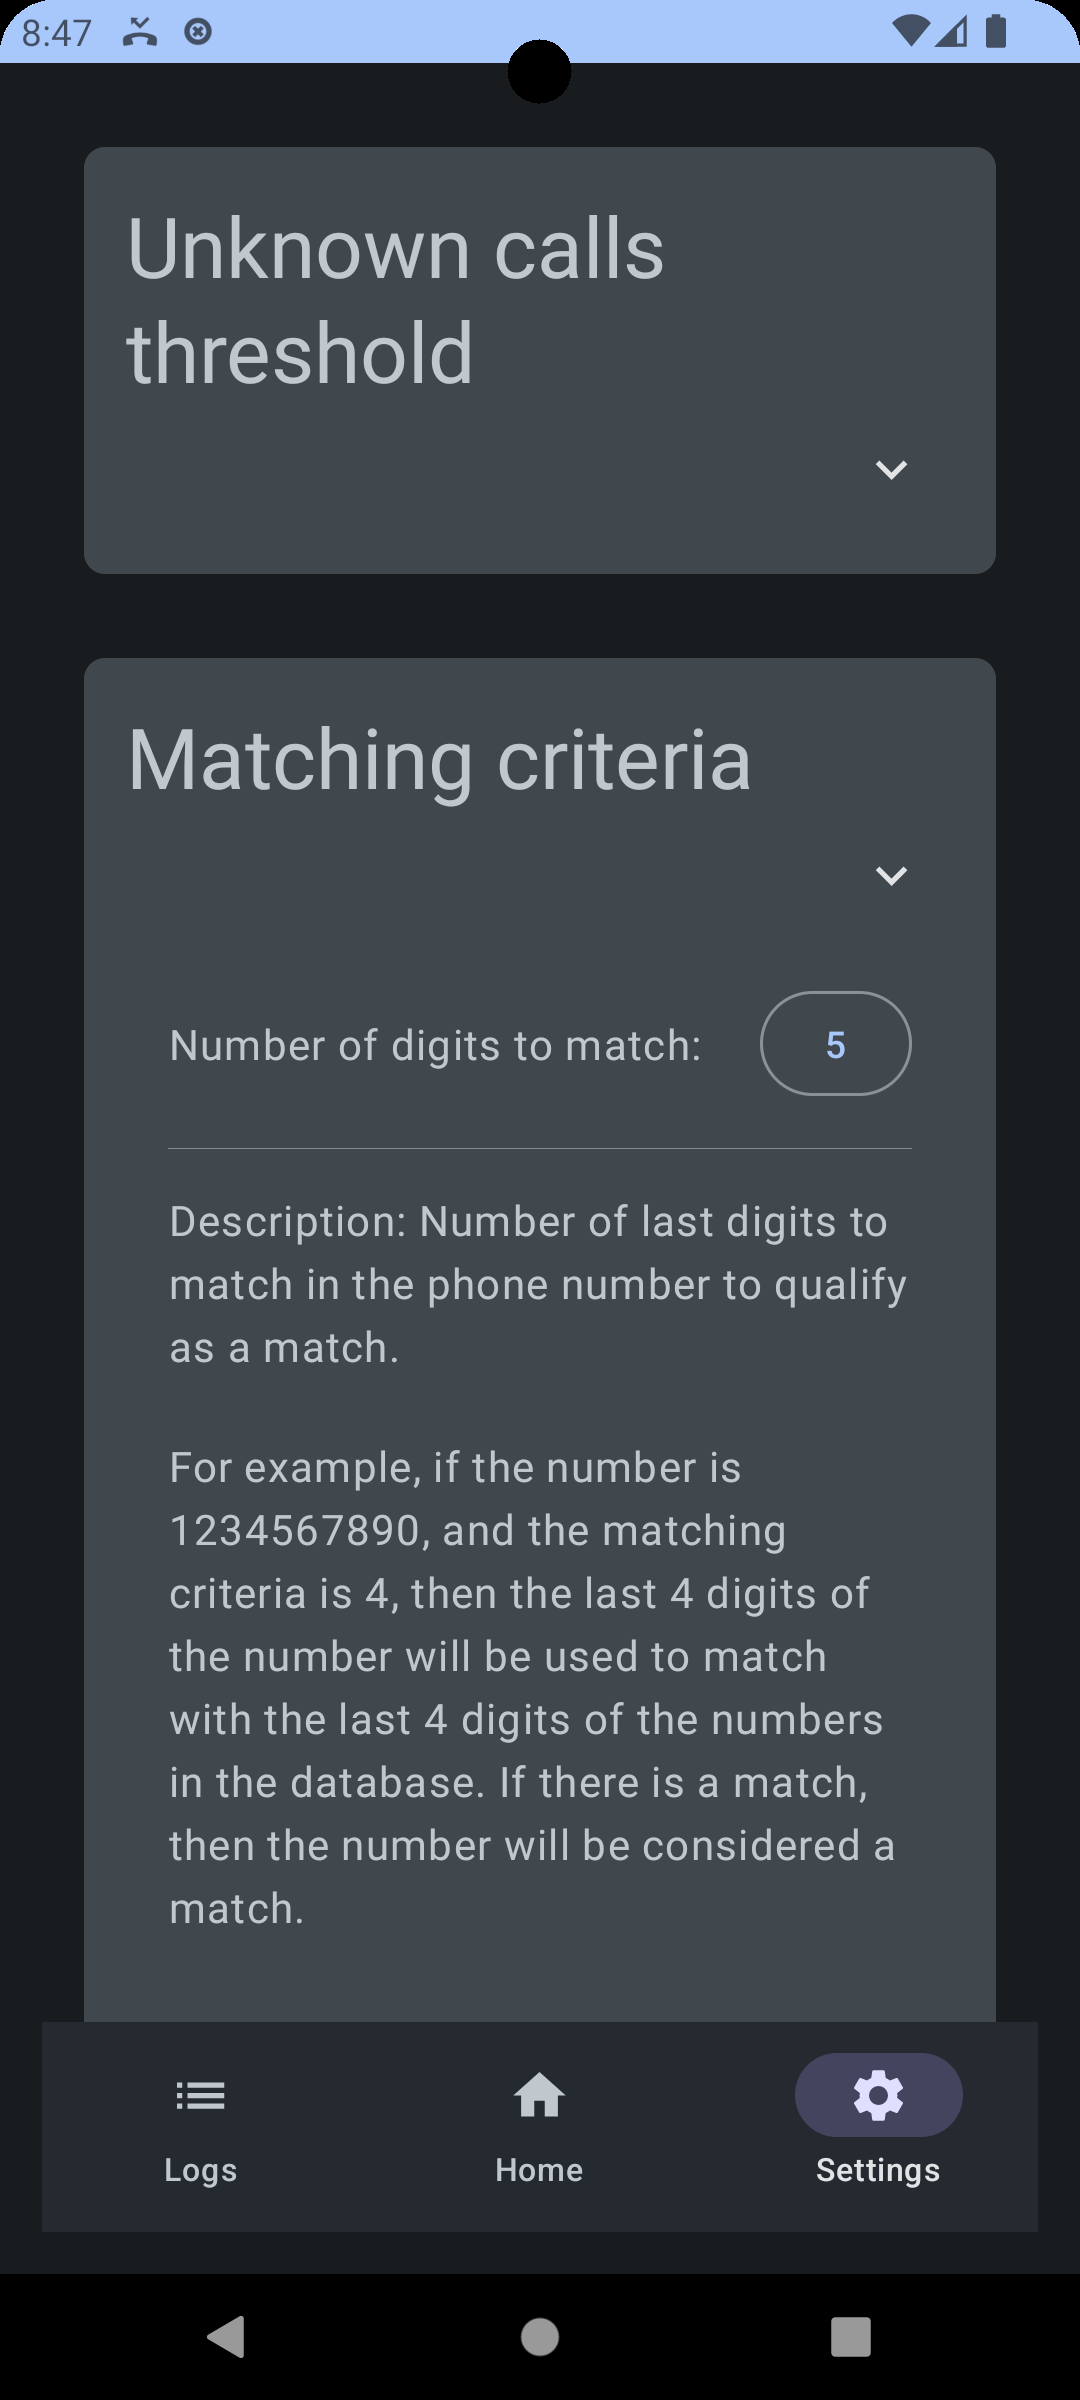 8:47
Unknown calls
threshold
Matching criteria
Number of digits to match:
5
Description: Number of last digits to
match in the phone number to qualify
as a match.
For example, if the number is
1234567890, and the matching
criteria is 4, then the last 4 digits of
the number will be used to match
with the last 4 digits of the numbers
in the database. If there is a match,
then the number will be considered a
match.
Logs
Home
Settings